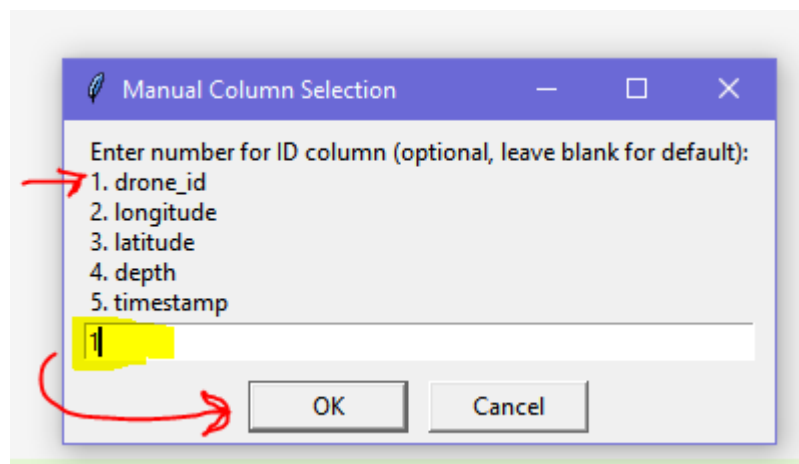 Manual Column Selection
Enter number for ID column (optional, leave blank for default):
1. drone_id
2. longitude
3. latitude
4. depth
5. timestamp
1
OK
Cancel